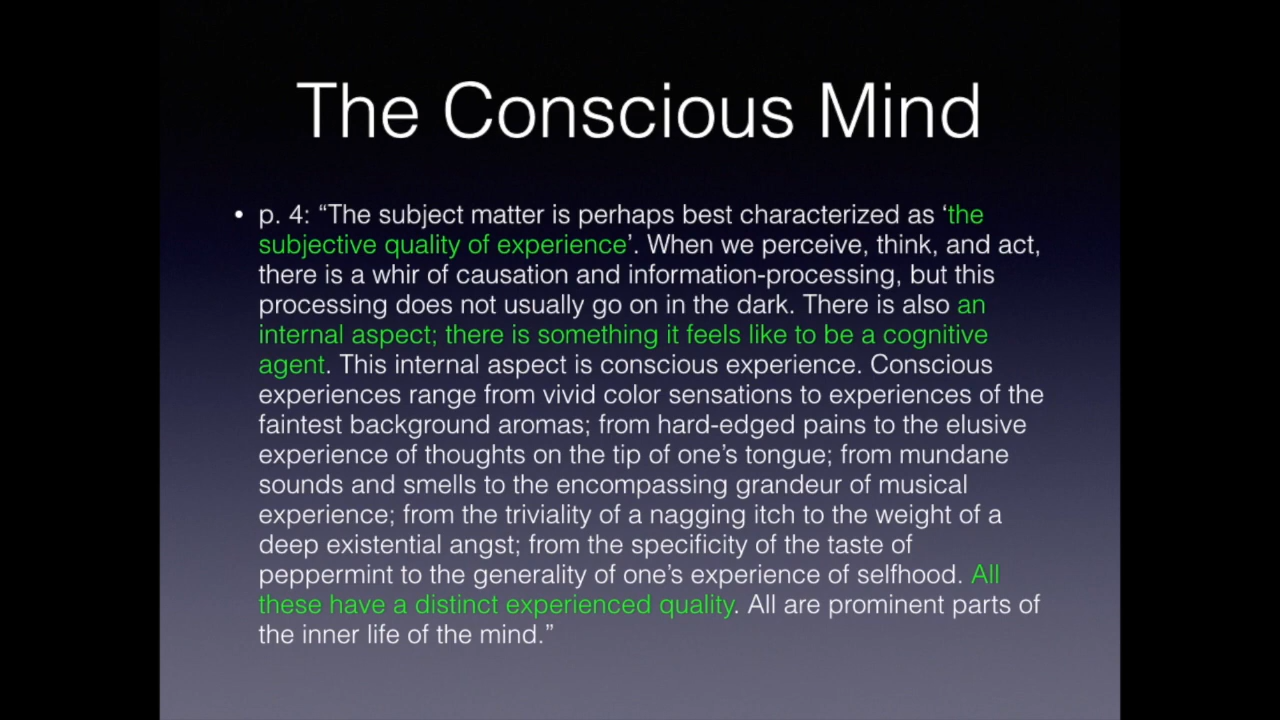 The Conscious Mind
• p. 4: “The subject matter is perhaps best characterized as ‘the
subjective quality of experience’. When we perceive, think, and act,
there is a whir of causation and information-processing, but this
processing does not usually go on in the dark. There is also an
internal aspect; there is something it feels like to be a cognitive
agent. This internal aspect is conscious experience. Conscious
experiences range from vivid color sensations to experiences of the
faintest background aromas; from hard-edged pains to the elusive
experience of thoughts on the tip of one’s tongue; from mundane
sounds and smells to the encompassing grandeur of musical
experience; from the triviality of a nagging itch to the weight of a
deep existential angst; from the specificity of the taste of
peppermint to the generality of one’s experience of selfhood. All
these have a distinct experienced quality. All are prominent parts of
the inner life of the mind.”